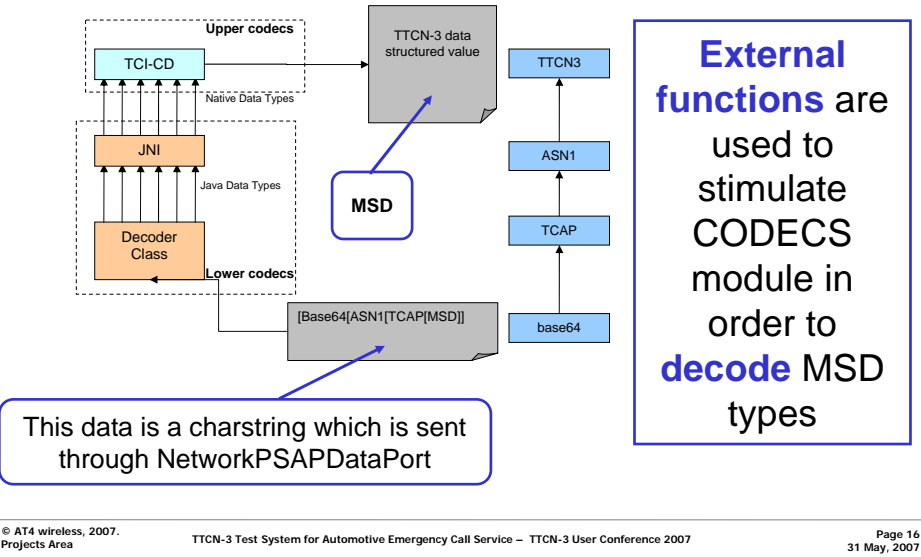 Upper codecs
TCI-CD
Native Data Types
JNI
Java Data Types
Decoder
Class
Lower codecs
TTCN-3 data
structured value
MSD
[Base64[ASN1[TCAP[MSD]]
TTCN3
ASN1
TCAP
base64
This data is a charstring which is sent
through NetworkPSAPDataPort
External
functions are
used to
stimulate
CODECS
module in
order to
decode MSD
types
© AT4 wireless, 2007.
Projects Area
TTCN-3 Test System for Automotive Emergency Call Service – TTCN-3 User Conference 2007
Page 16
31 May, 2007